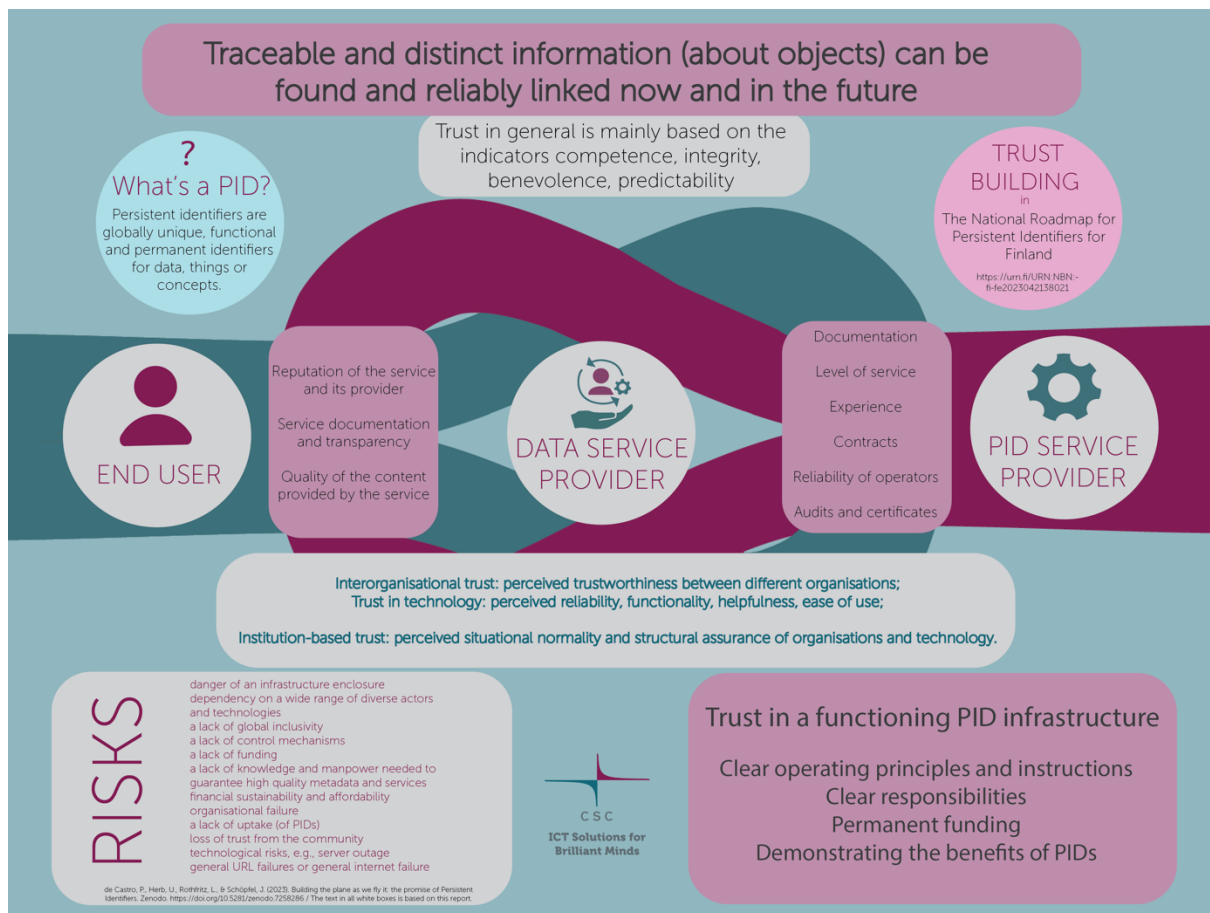 Traceable and distinct information (about objects) can be
found and reliably linked now and in the future
Trust in general is mainly based on the
indicators competence, integrity,
benevolence, predictability
?
What's a PID?
Persistent identifiers are
globally unique, functional
and permanent identifiers
for data, things or
concepts.
TRUST
BUILDING
in
The National Roadmap for
Persistent Identifiers for
Finland
https://urn.fi/URN:NBN:-
fi-fe2023042138021
END USER
Reputation of the service
and its provider
Service documentation
and transparency
Quality of the content
provided by the service
DATA SERVICE
PROVIDER
Documentation
Level of service
Experience
Contracts
Reliability of operators
Audits and certificates
PID SERVICE
PROVIDER
Interorganisational trust: perceived trustworthiness between different organisations;
Trust in technology: perceived reliability, functionality, helpfulness, ease of use;
Institution-based trust: perceived situational normality and structural assurance of organisations and technology.
RISKS
danger of an infrastructure enclosure
dependency on a wide range of diverse actors
and technologies
a lack of global inclusivity
a lack of control mechanisms
a lack of funding
a lack of knowledge and manpower needed to
guarantee high quality metadata and services
financial sustainability and affordability
organisational failure
a lack of uptake (of PIDs)
loss of trust from the community
technological risks, e.g., server outage
general URL failures or general internet failure
de Castro, P., Herb, U., Rothfritz, L., & Schöpfel, J. (2023). Building the plane as we fly it: the promise of Persistent
Identifiers. Zenodo. https://doi.org/10.5281/zenodo.7258286 / The text in all white boxes is based on this report.
CSC
ICT Solutions for
Brilliant Minds
Trust in a functioning PID infrastructure
Clear operating principles and instructions
Clear responsibilities
Permanent funding
Demonstrating the benefits of PIDs